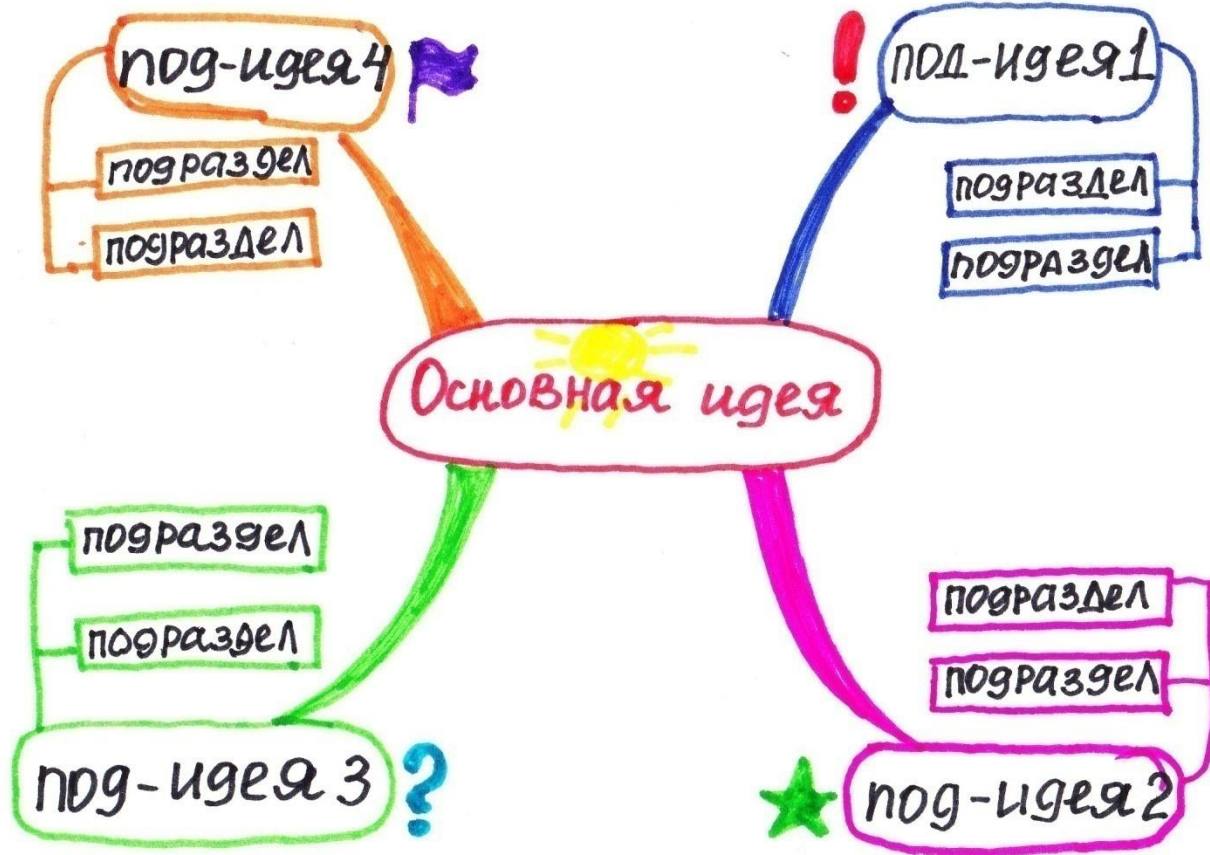 под-идея 4
подраздел
подраздел
под-идея 1
подраздел
подраздел
Основная идея
подраздел
подраздел
под-идея 3
подраздел
подраздел
под-идея 2